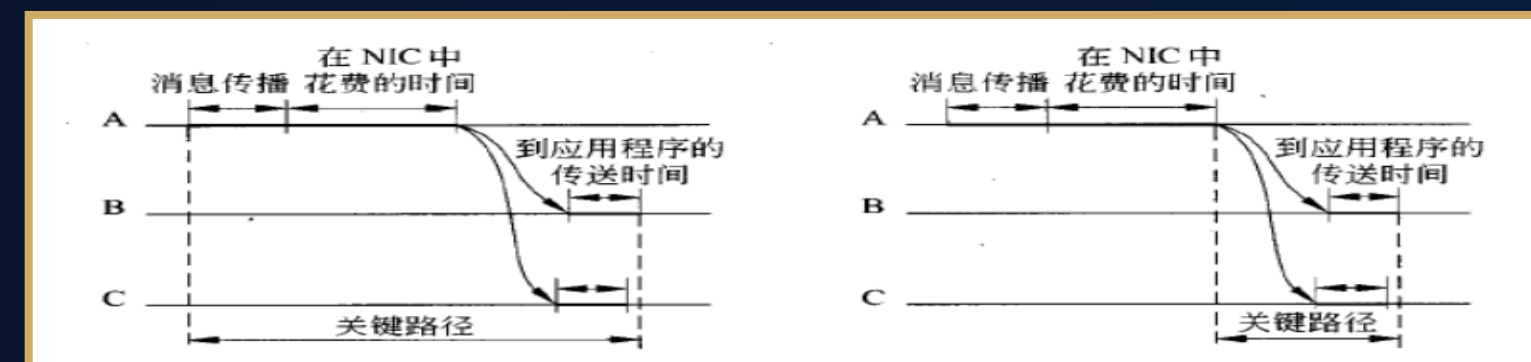 在 NIC 中
消息传播 花费的时间
A
到应用程序的
传送时间
B
C
关键路径
在 NIC 中
消息传播 花费的时间
A
到应用程序的
传送时间
B
C
关键路径